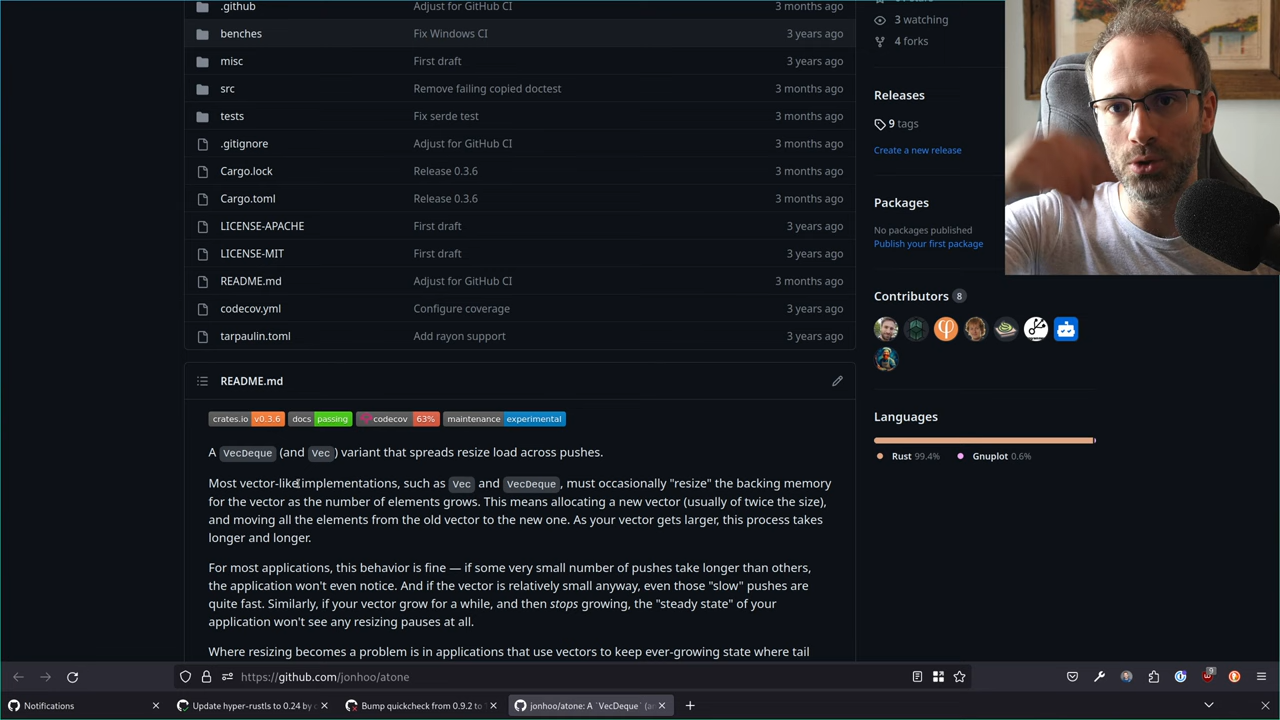 .github Adjust for GitHub CI 3 months ago
benches Fix Windows CI 3 years ago
misc First draft 3 years ago
src Remove failing copied doctest 3 months ago
tests Fix serde test 3 months ago
.gitignore Adjust for GitHub CI 3 months ago
Cargo.lock Release 0.3.6 3 months ago
Cargo.toml Release 0.3.6 3 months ago
LICENSE-APACHE First draft 3 years ago
LICENSE-MIT First draft 3 years ago
README.md Adjust for GitHub CI 3 months ago
codecov.yml Configure coverage 3 years ago
tarpaulin.toml Add rayon support 3 years ago
README.md
crates.io v0.3.6 docs passing codecov 63% maintenance experimental
A VecDeque (and Vec) variant that spreads resize load across pushes.
Most vector-like implementations, such as Vec and VecDeque, must occasionally "resize" the backing memory
for the vector as the number of elements grows. This means allocating a new vector (usually of twice the size),
and moving all the elements from the old vector to the new one. As your vector gets larger, this process takes
longer and longer.
For most applications, this behavior is fine — if some very small number of pushes take longer than others,
the application won't even notice. And if the vector is relatively small anyway, even those "slow" pushes are
quite fast. Similarly, if your vector grow for a while, and then stops growing, the "steady state" of your
application won't see any resizing pauses at all.
Where resizing becomes a problem is in applications that use vectors to keep ever-growing state where tail
3 watching
4 forks
Releases
9 tags
Create a new release
Packages
No packages published
Publish your first package
Contributors 8
Languages
Rust 99.4% Gnuplot 0.6%
https://github.com/jonhoo/atone
9
Notifications
Update hyper-rustls to 0.24 by c
Bump quickcheck from 0.9.2 to 1
jonhoo/atone: A `VecDeque` (a